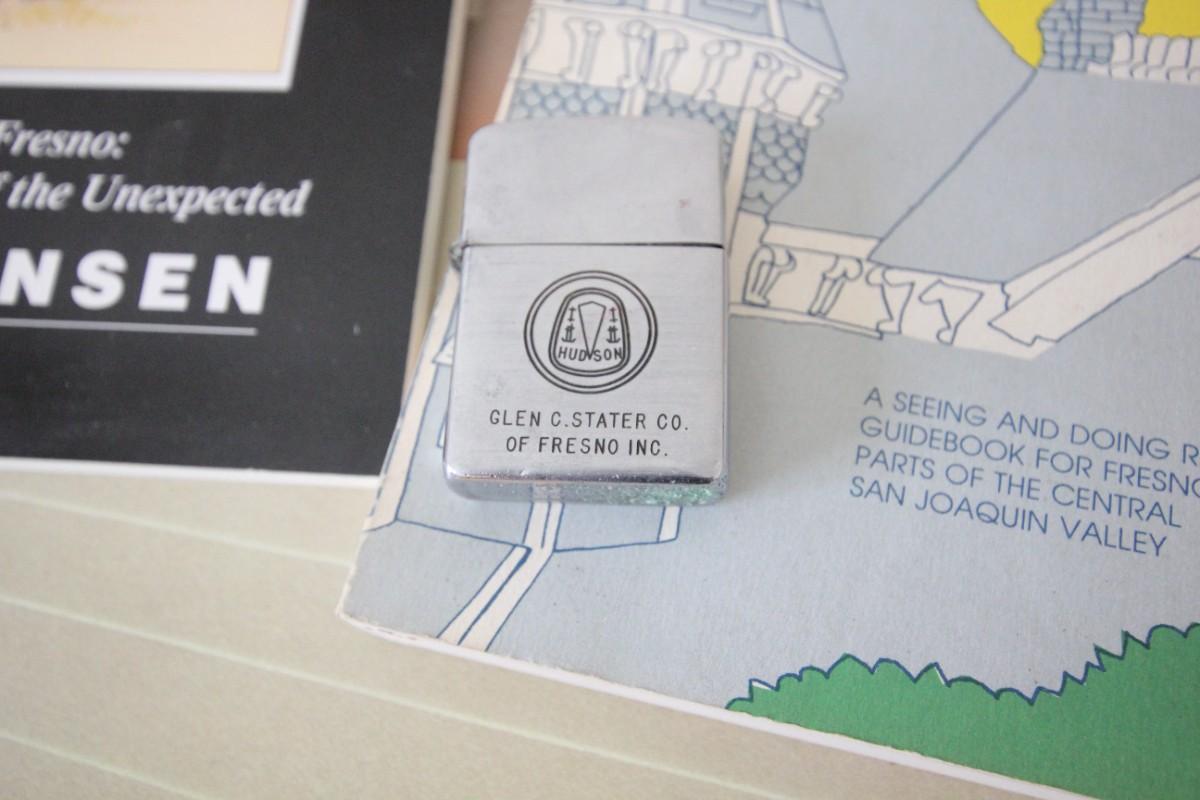 Fresno:
the Unexpected
NSEN
HUDSON
GLEN C. STATER CO.
OF FRESNO INC.
A SEEING AND DOING
GUIDEBOOK FOR FRESNO
PARTS OF THE CENTRAL
SAN JOAQUIN VALLEY